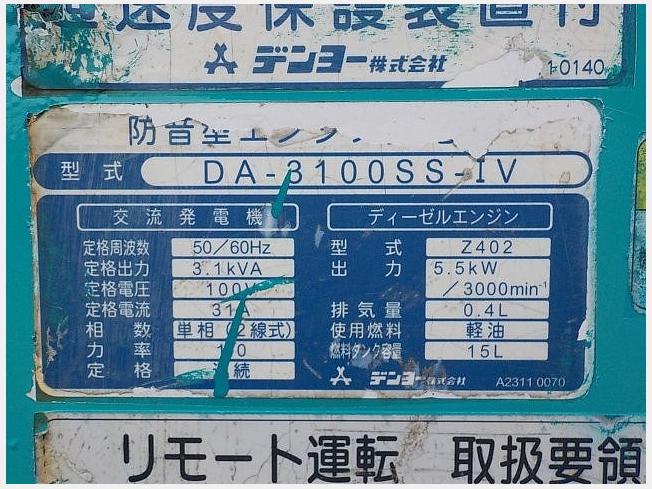 速度保護装置付
デンヨー株式会社
10140
防音型エンジン
型式 DA-3100SS-IV
交流発電機 ディーゼルエンジン
定格周波数 50/60Hz 型式 Z402
定格出力 3.1kVA 出力 5.5kW
定格電圧 100V /3000min-1
定格電流 31A 排気量 0.4L
相数 単相(2線式) 使用燃料 軽油
力率 燃料タンク容量 15L
定格 続 デンヨー株式会社 A2311 0070
リモート運転 取扱要領